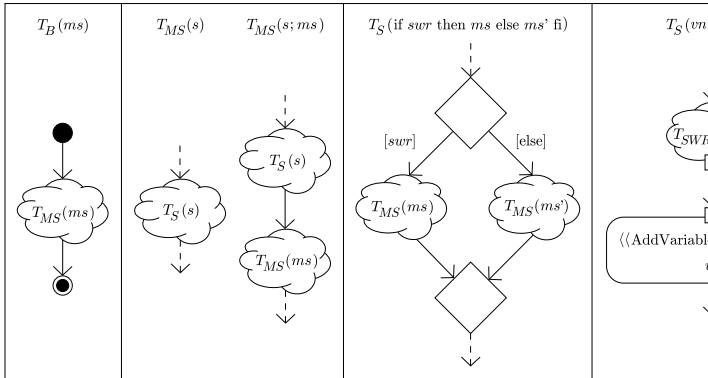 T_B(ms)
T_MS(ms)
T_MS(s)
T_S(s)
T_MS(s; ms)
T_S(s)
T_MS(ms)
T_S(if swr then ms else ms' fi)
[swr]
[else]
T_MS(ms)
T_MS(ms')
T_S(
⟨⟨